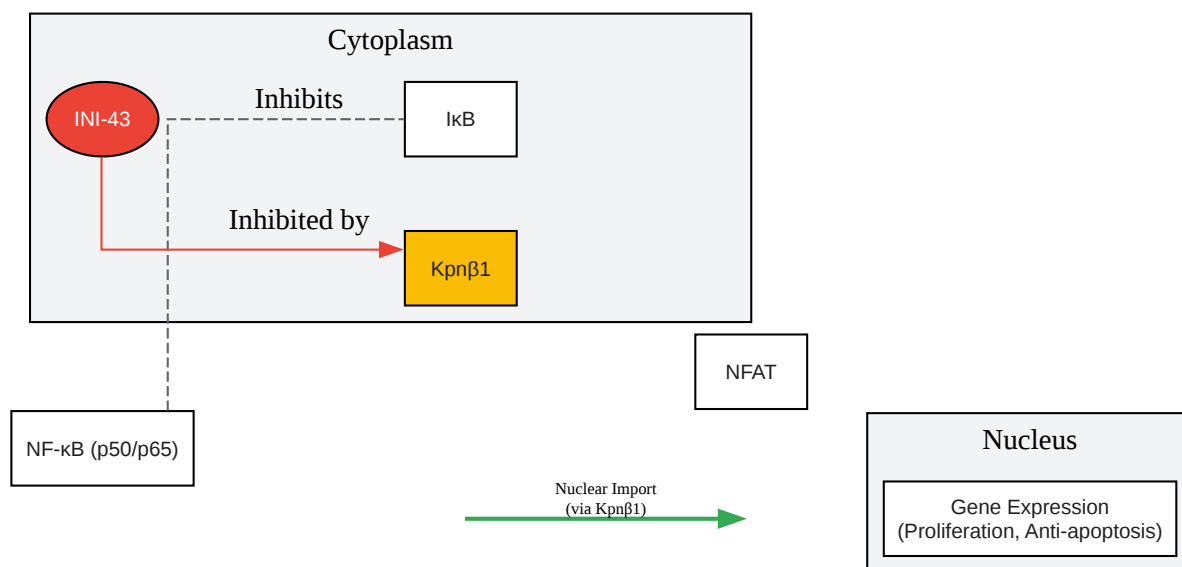 Cytoplasm
INI-43
Inhibits
IκB
Inhibited by
Kpnβ1
NFAT
NF-κB (p50/p65)
Nuclear Import
(via Kpnβ1)
Nucleus
Gene Expression
(Proliferation, Anti-apoptosis)